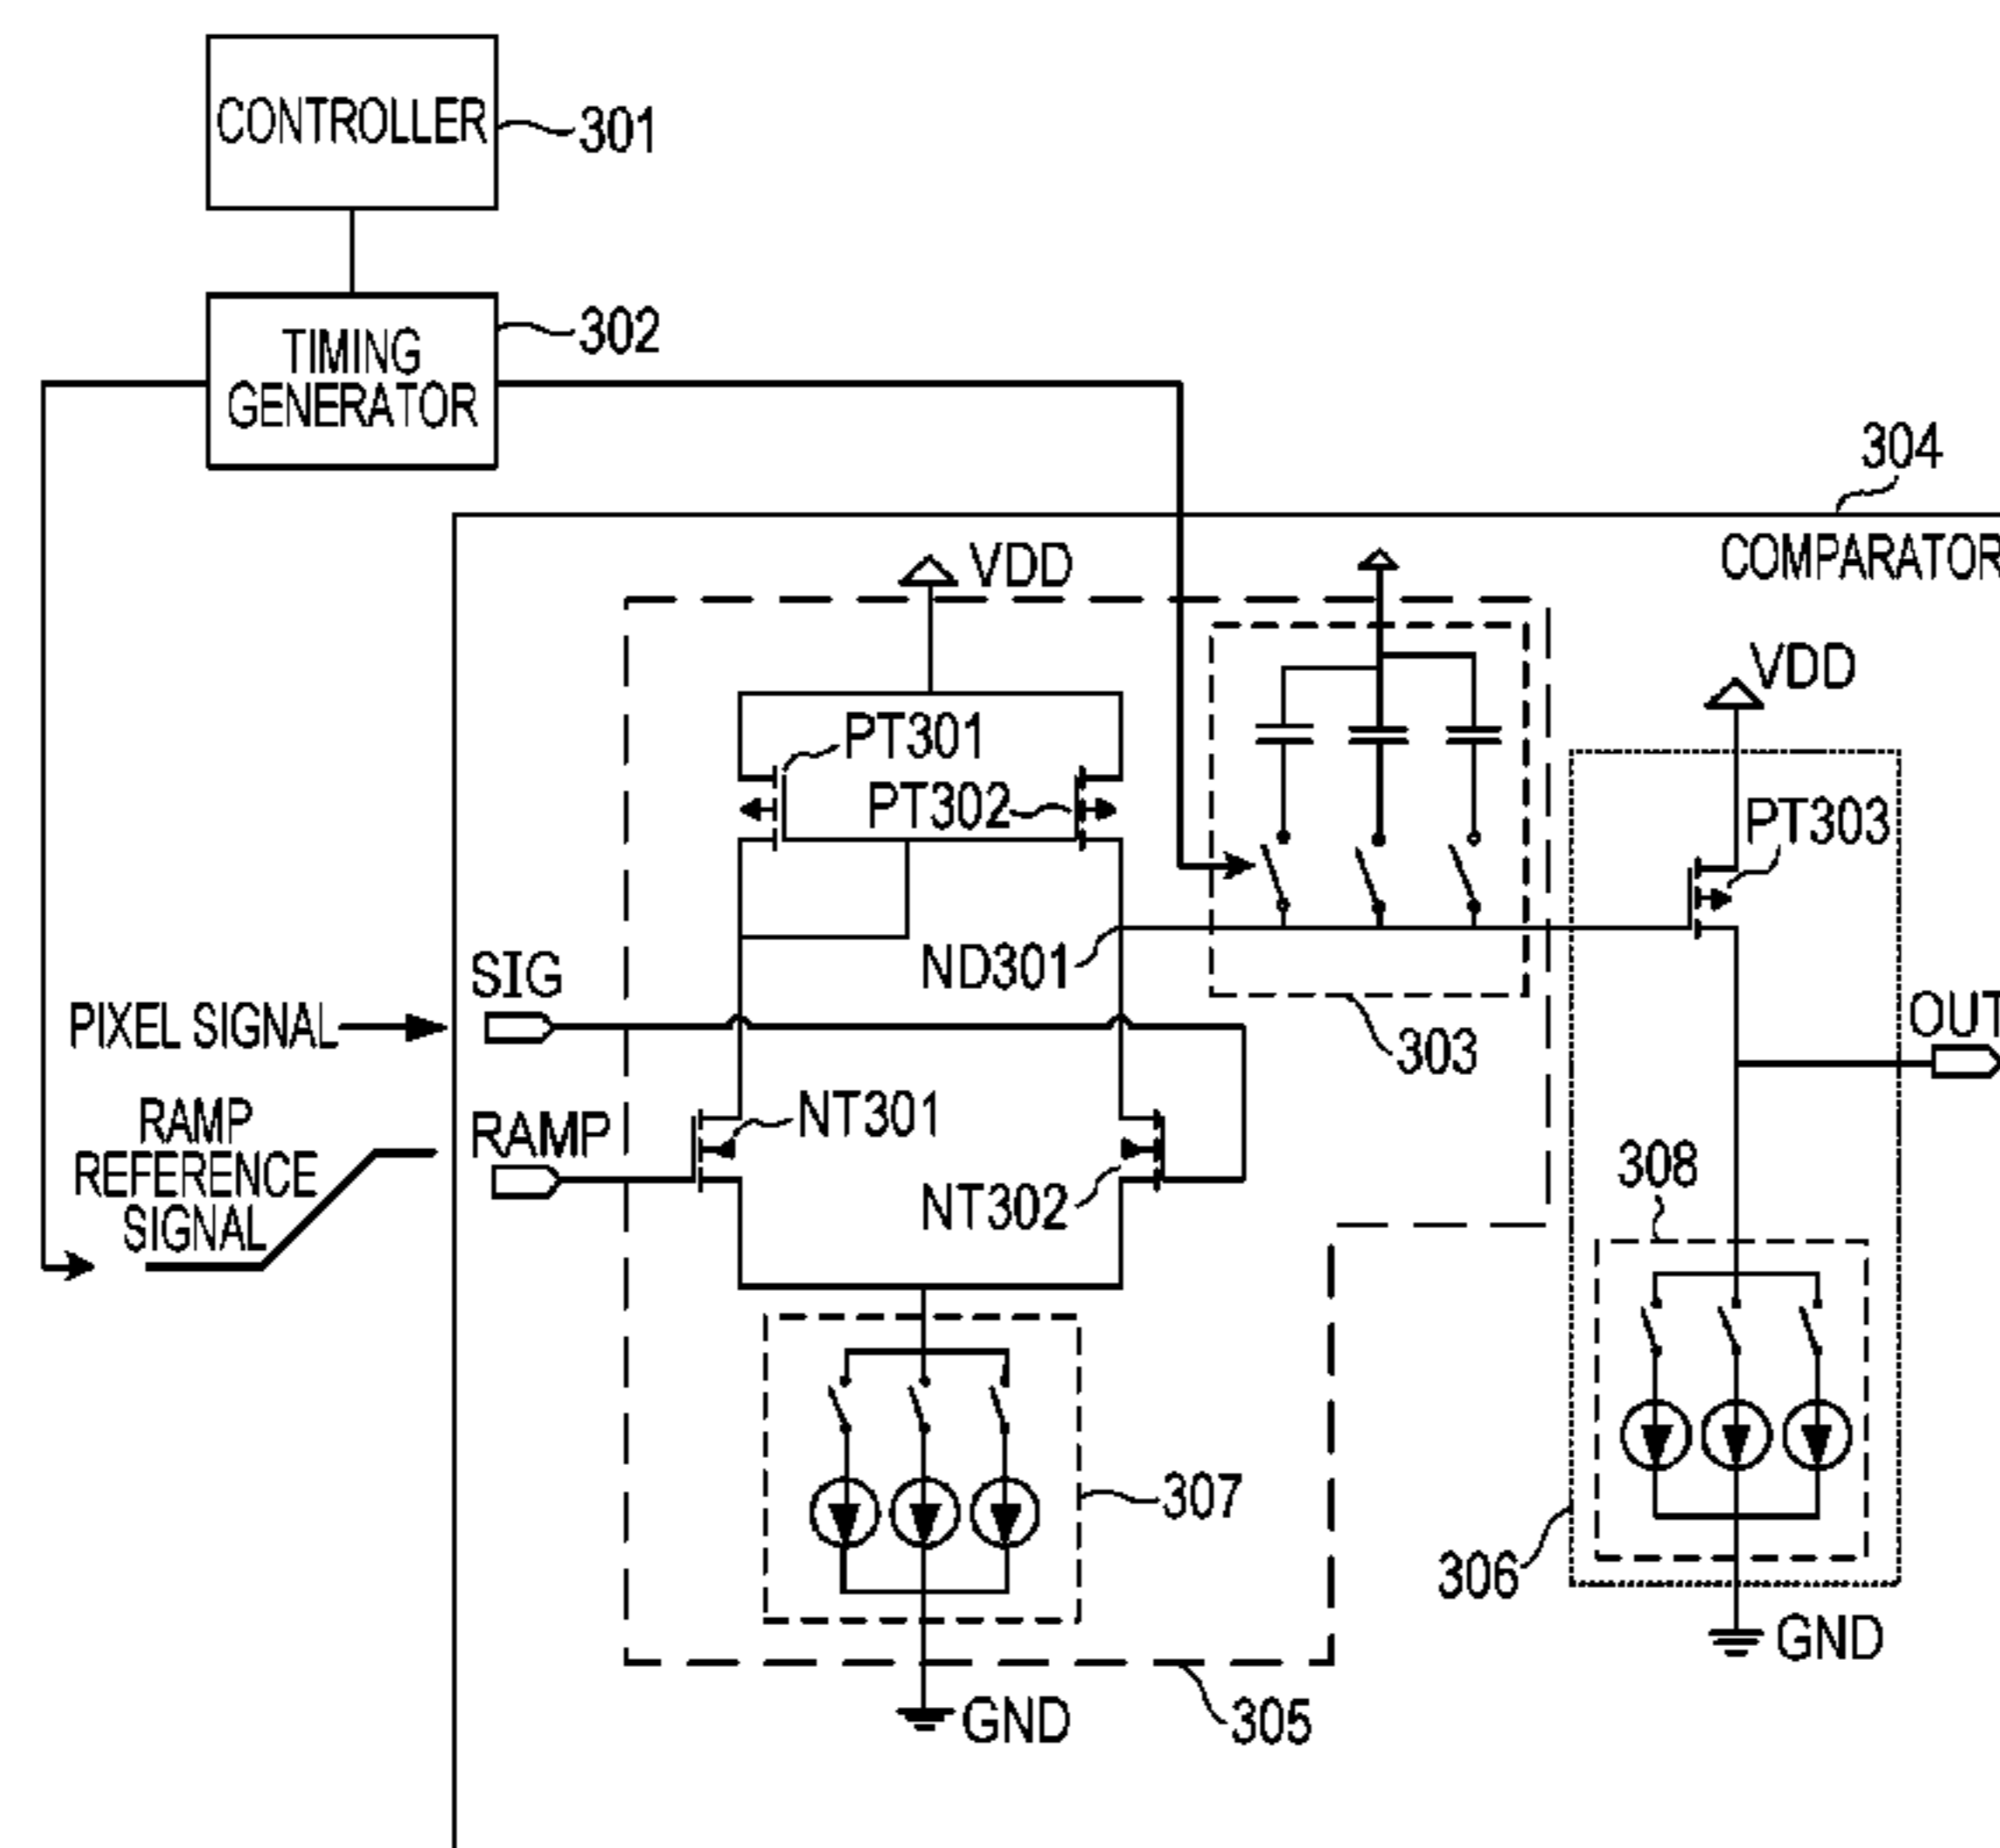 CONTROLLER
301
TIMING
GENERATOR
302
304
COMPARATOR
VDD
VDD
PT301
PT302
PT303
ND301
303
SIG
PIXEL SIGNAL
OUT
RAMP
REFERENCE
SIGNAL
RAMP
NT301
NT302
308
307
306
GND
GND
305